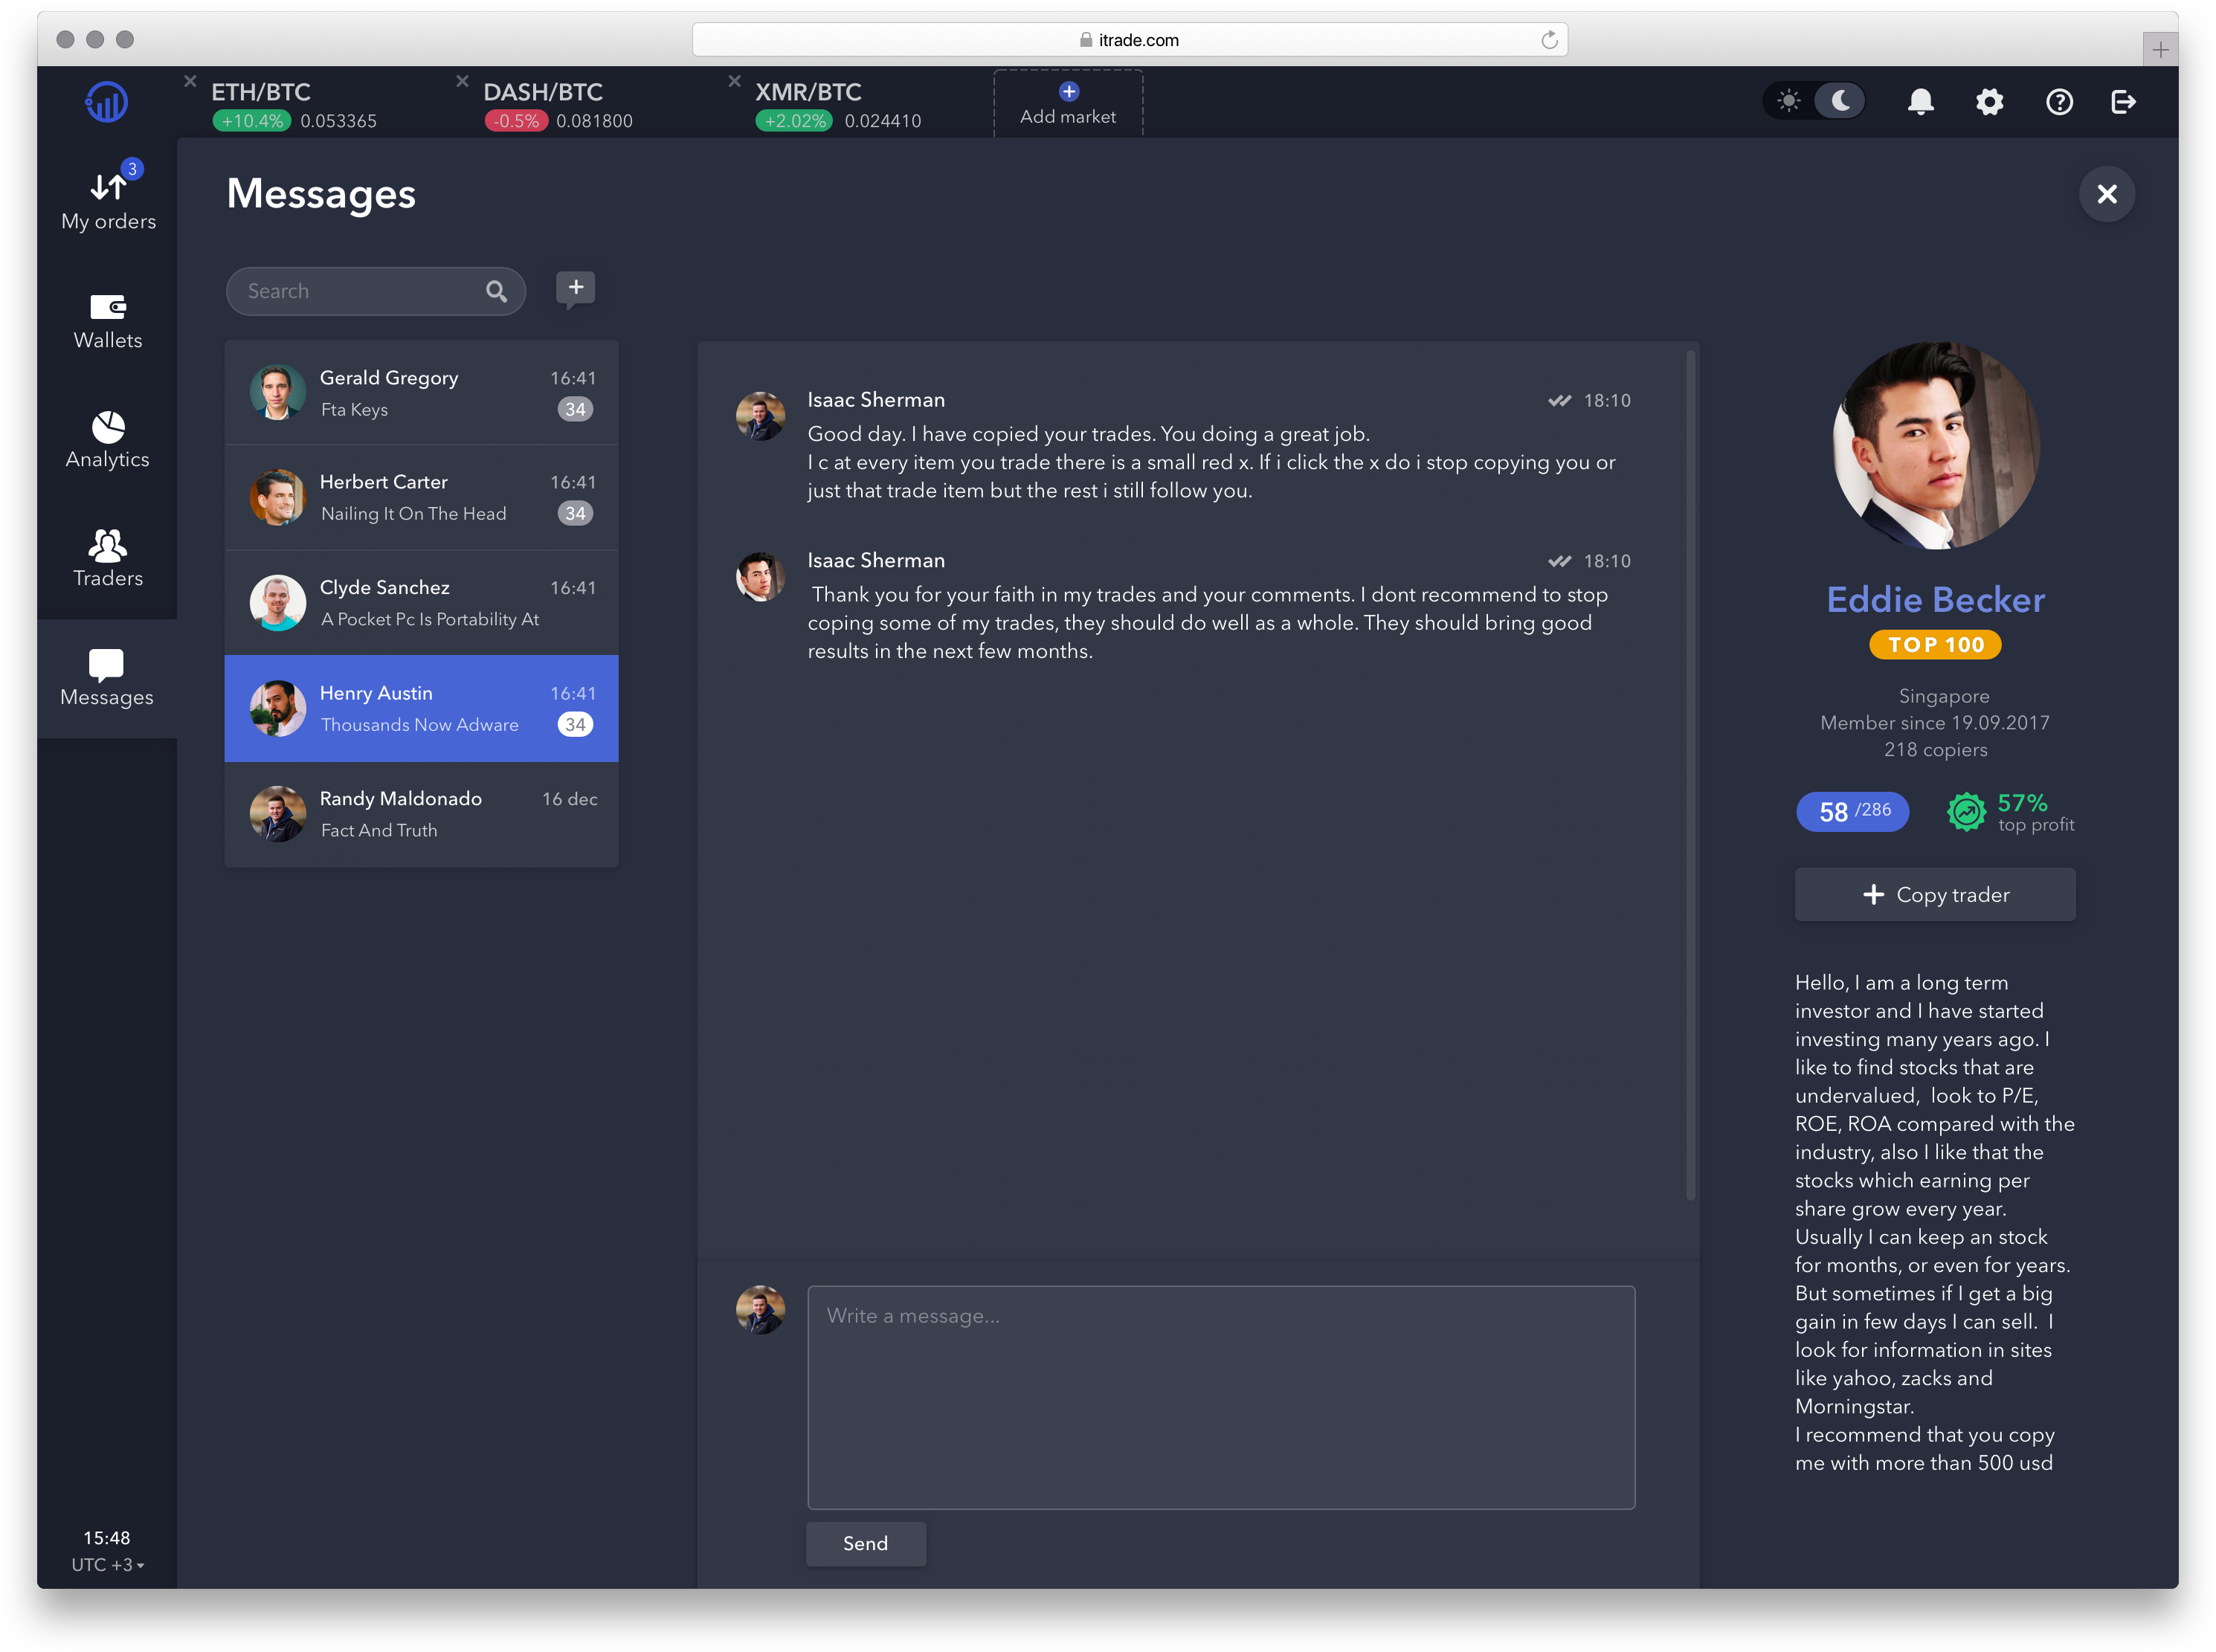 itrade.com
ETH/BTC
+10.4% 0.053365
DASH/BTC
-0.5% 0.081800
XMR/BTC
+2.02% 0.024410
Add market
3
My orders
Wallets
Analytics
Traders
Messages
15:48
UTC +3
Messages
Search
Gerald Gregory 16:41
Fta Keys 34
Herbert Carter 16:41
Nailing It On The Head 34
Clyde Sanchez 16:41
A Pocket Pc Is Portability At
Henry Austin 16:41
Thousands Now Adware 34
Randy Maldonado 16 dec
Fact And Truth
Isaac Sherman 18:10
Good day. I have copied your trades. You doing a great job.
I c at every item you trade there is a small red x. If i click the x do i stop copying you or
just that trade item but the rest i still follow you.
Isaac Sherman 18:10
Thank you for your faith in my trades and your comments. I dont recommend to stop
coping some of my trades, they should do well as a whole. They should bring good
results in the next few months.
Write a message...
Send
Eddie Becker
TOP 100
Singapore
Member since 19.09.2017
218 copiers
58 /286
57%
top profit
Copy trader
Hello, I am a long term
investor and I have started
investing many years ago. I
like to find stocks that are
undervalued, look to P/E,
ROE, ROA compared with the
industry, also I like that the
stocks which earning per
share grow every year.
Usually I can keep an stock
for months, or even for years.
But sometimes if I get a big
gain in few days I can sell. I
look for information in sites
like yahoo, zacks and
Morningstar.
I recommend that you copy
me with more than 500 usd